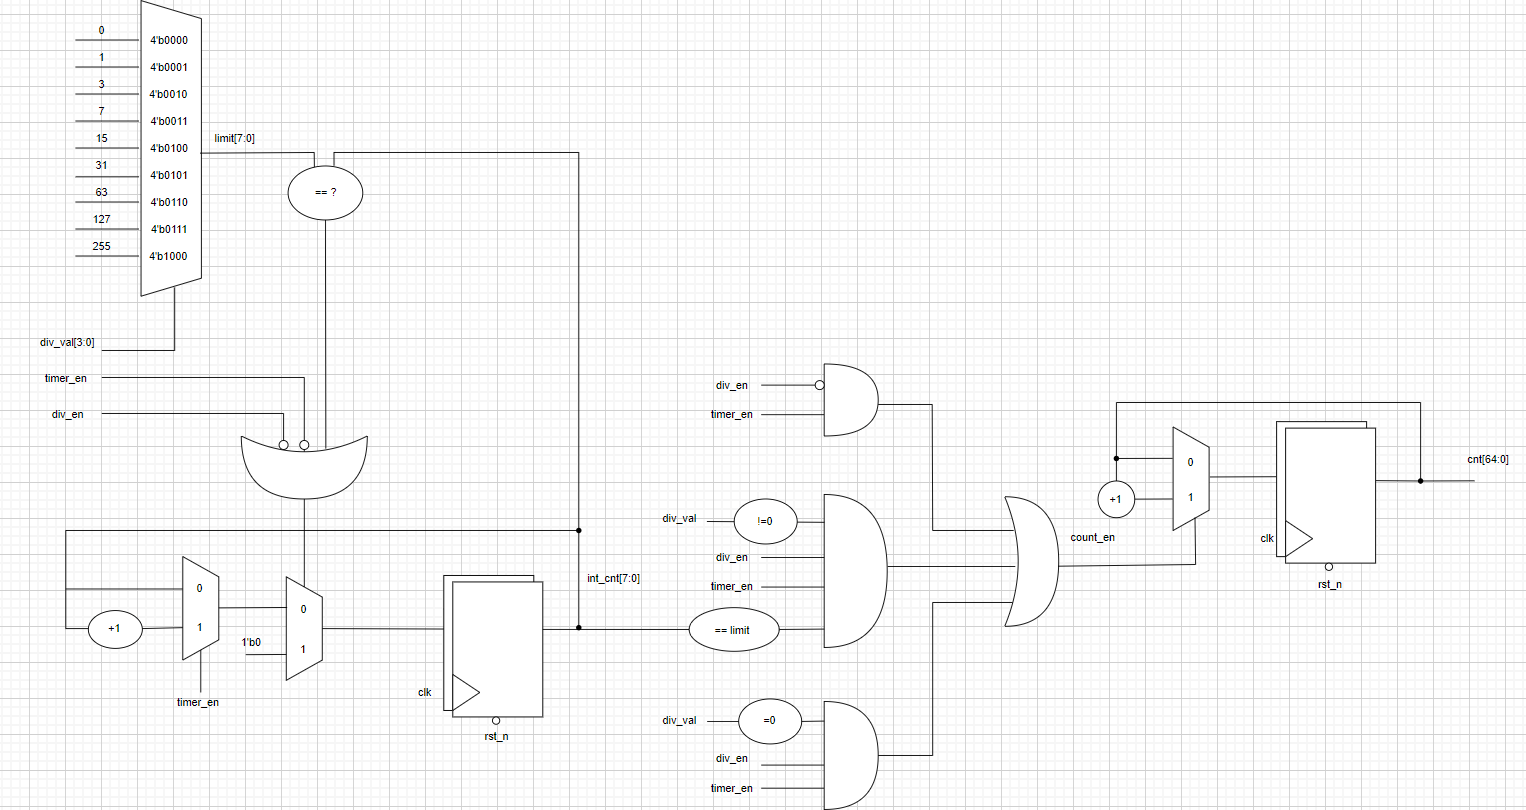 0
4'b0000
1
4'b0001
3
4'b0010
7
4'b0011
15
4'b0100
31
4'b0101
63
4'b0110
127
4'b0111
255
4'b1000
limit[7:0]
== ?
div_val[3:0]
timer_en
div_en
0
1
+1
timer_en
0
1
1'b0
clk
rst_n
int_cnt[7:0]
div_en
timer_en
div_val
!=0
div_en
timer_en
== limit
div_val
=0
div_en
timer_en
count_en
+1
0
1
clk
rst_n
cnt[64:0]